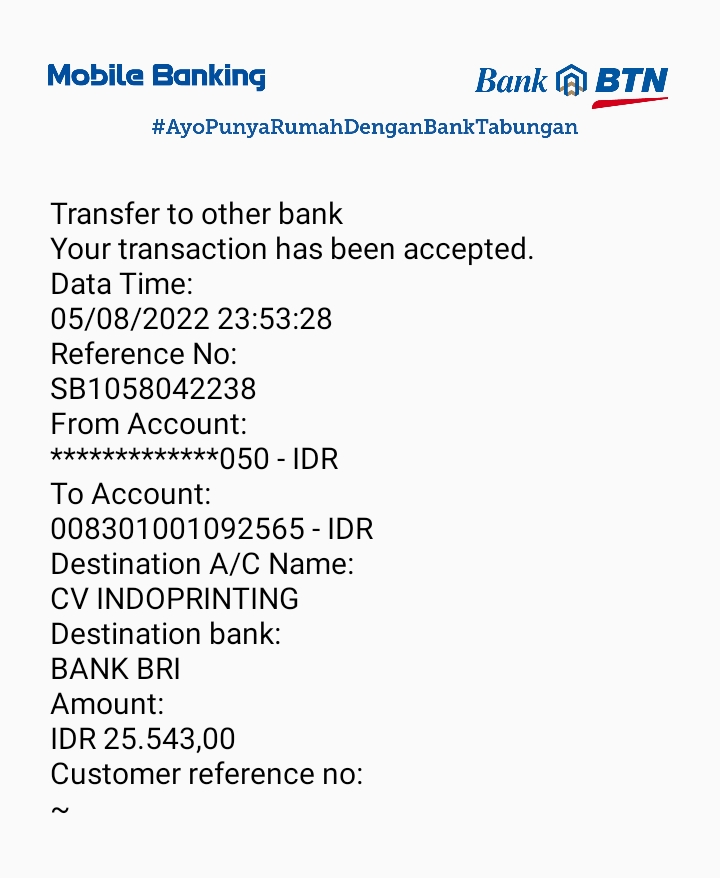 Mobile Banking
Bank BTN
#AyoPunyaRumahDenganBankTabungan
Transfer to other bank
Your transaction has been accepted.
Data Time:
05/08/2022 23:53:28
Reference No:
SB1058042238
From Account:
*************050 - IDR
To Account:
008301001092565 - IDR
Destination A/C Name:
CV INDOPRINTING
Destination bank:
BANK BRI
Amount:
IDR 25.543,00
Customer reference no:
~